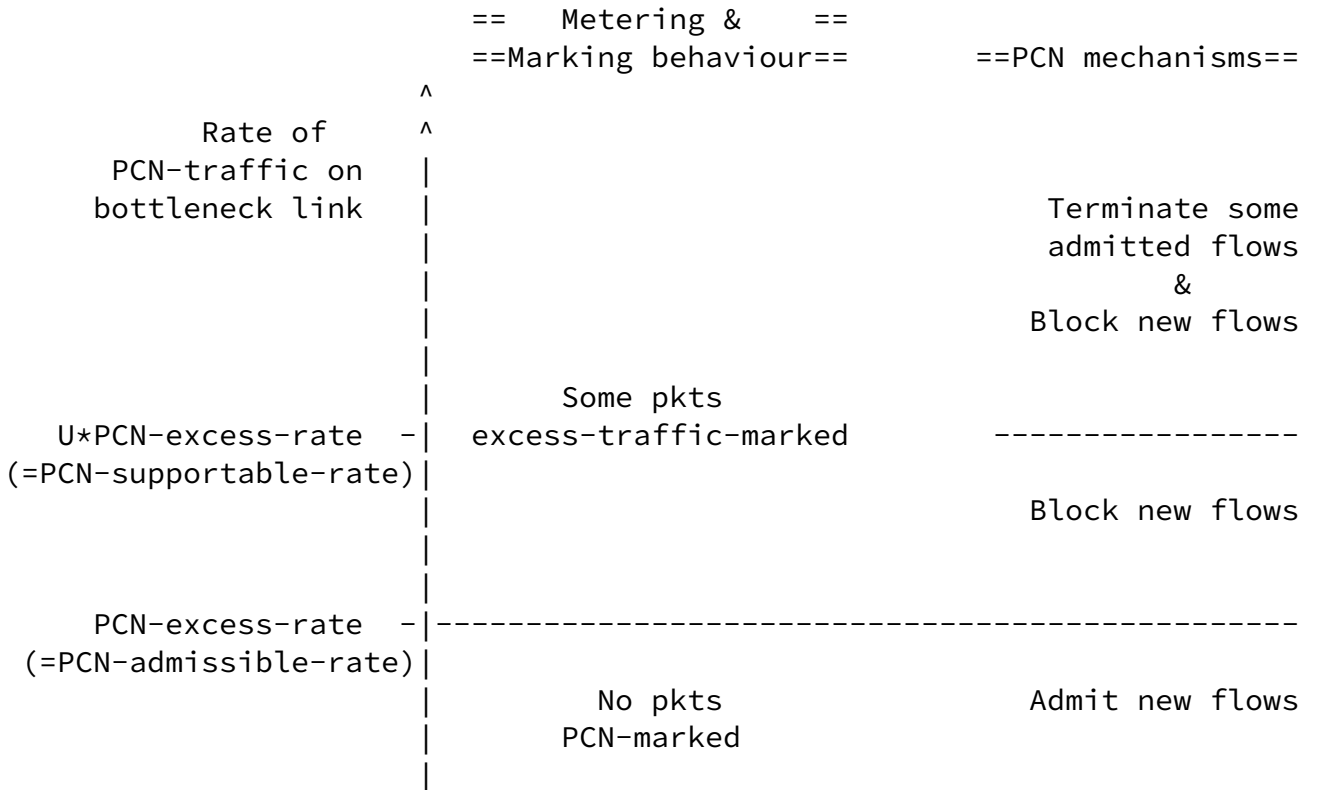 == Metering & ==
==Marking behaviour== ==PCN mechanisms==
^
Rate of ^
PCN-traffic on |
bottleneck link | Terminate some
| admitted flows
| &
| Block new flows
|
| Some pkts
U*PCN-excess-rate -| excess-traffic-marked -----------------
(=PCN-supportable-rate)|
| Block new flows
|
|
PCN-excess-rate -|------------------------------------------------
(=PCN-admissible-rate)|
| No pkts Admit new flows
| PCN-marked
|